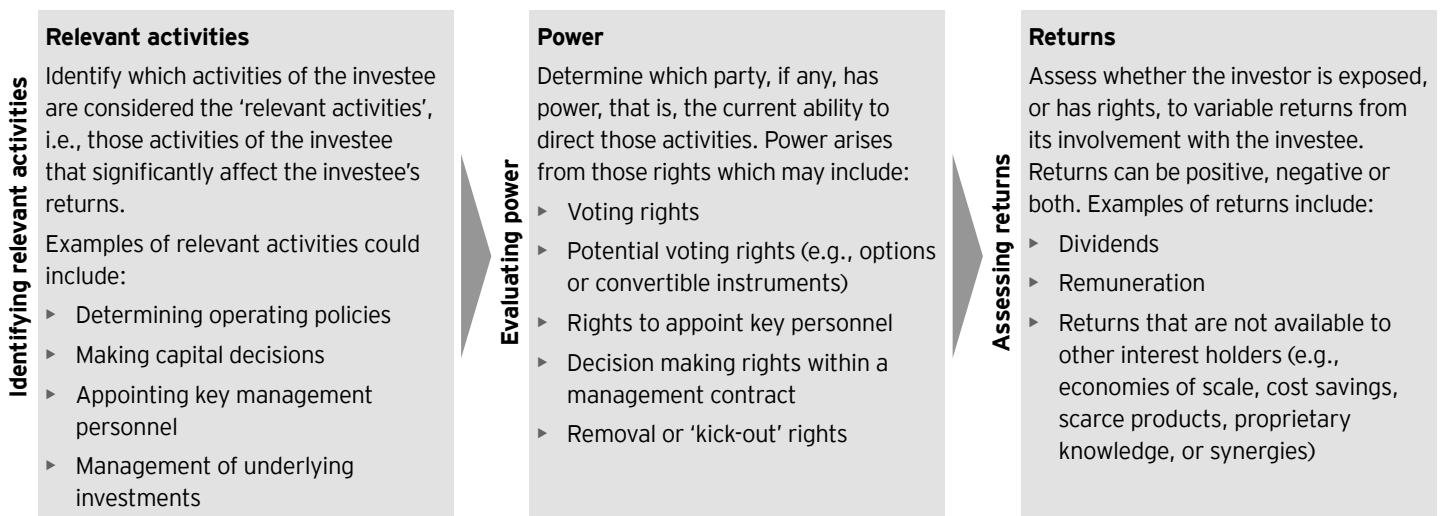 Identifying relevant activities
Relevant activities
Identify which activities of the investee
are considered the ‘relevant activities’,
i.e., those activities of the investee
that significantly affect the investee’s
returns.
Examples of relevant activities could
include:
▸ Determining operating policies
▸ Making capital decisions
▸ Appointing key management
personnel
▸ Management of underlying
investments
Evaluating power
Power
Determine which party, if any, has
power, that is, the current ability to
direct those activities. Power arises
from those rights which may include:
▸ Voting rights
▸ Potential voting rights (e.g., options
or convertible instruments)
▸ Rights to appoint key personnel
▸ Decision making rights within a
management contract
▸ Removal or ‘kick-out’ rights
Assessing returns
Returns
Assess whether the investor is exposed,
or has rights, to variable returns from
its involvement with the investee.
Returns can be positive, negative or
both. Examples of returns include:
▸ Dividends
▸ Remuneration
▸ Returns that are not available to
other interest holders (e.g.,
economies of scale, cost savings,
scarce products, proprietary
knowledge, or synergies)